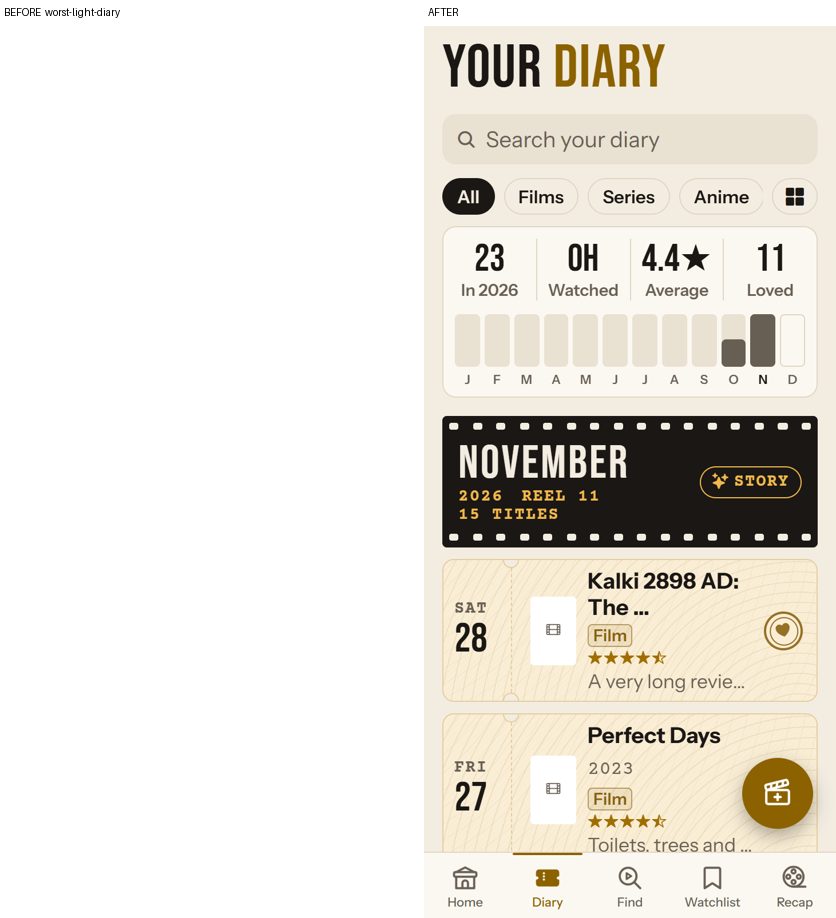 BEFORE worst-light-diary
AFTER
YOUR DIARY
Search your diary
All Films Series Anime
23 0H 4.4★ 11
In 2026 Watched Average Loved
J F M A M J J A S O N D
NOVEMBER
2026 REEL 11
15 TITLES
STORY
Kalki 2898 AD:
The ...
SAT
28
Film
★★★★⯪
A very long revie...
Perfect Days
2023
FRI
27
Film
★★★★⯪
Toilets, trees and ...
Home Diary Find Watchlist Recap